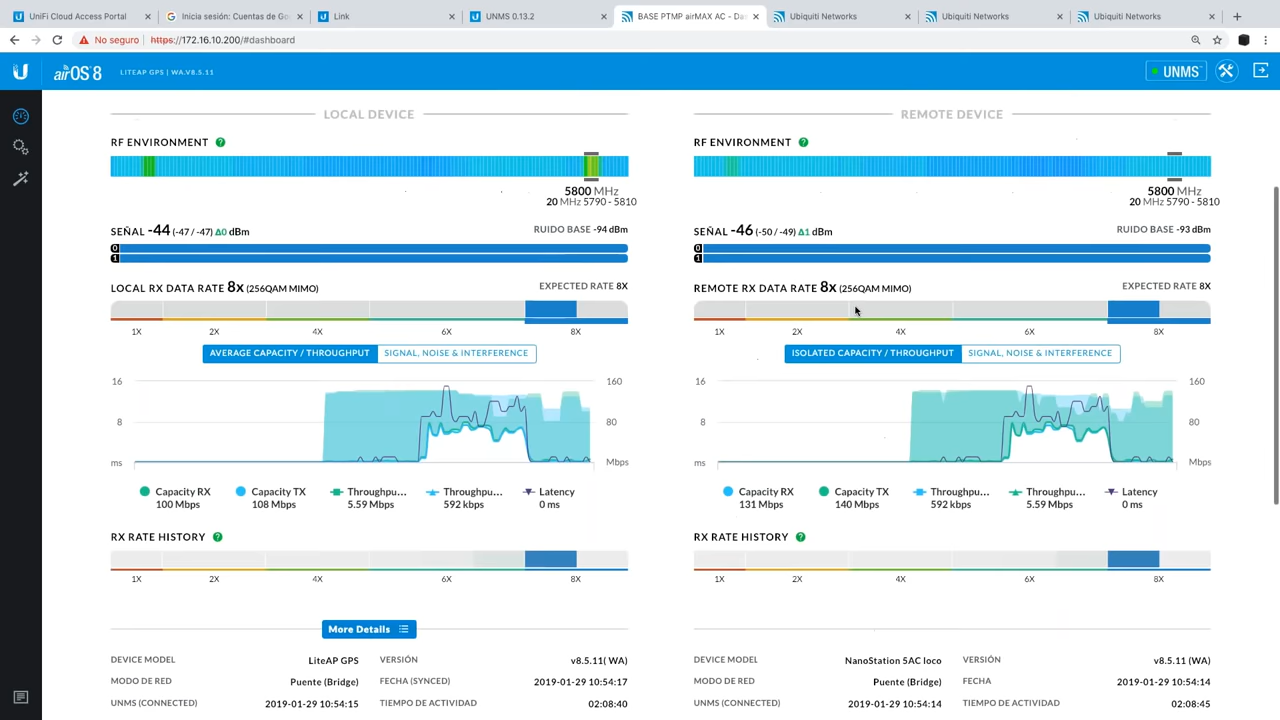 UniFi Cloud Access Portal
Inicia sesión: Cuentas de Go
Link
UNMS 0.13.2
BASE PTMP airMAX AC - Da
Ubiquiti Networks
Ubiquiti Networks
Ubiquiti Networks
No seguro
https://172.16.10.200/#dashboard
airOS 8
LITEAP GPS | WA.V8.5.11
UNMS
LOCAL DEVICE
REMOTE DEVICE
RF ENVIRONMENT ?
RF ENVIRONMENT ?
5800 MHz
20 MHz 5790 - 5810
5800 MHz
20 MHz 5790 - 5810
SEÑAL -44 (-47 / -47) Δ0 dBm
RUIDO BASE -94 dBm
SEÑAL -46 (-50 / -49) Δ1 dBm
RUIDO BASE -93 dBm
0
1
0
1
LOCAL RX DATA RATE 8X (256QAM MIMO)
EXPECTED RATE 8X
REMOTE RX DATA RATE 8X (256QAM MIMO)
EXPECTED RATE 8X
1X 2X 4X 6X 8X
1X 2X 4X 6X 8X
AVERAGE CAPACITY / THROUGHPUT
SIGNAL, NOISE & INTERFERENCE
ISOLATED CAPACITY / THROUGHPUT
SIGNAL, NOISE & INTERFERENCE
16 160
8 80
ms Mbps
16 160
8 80
ms Mbps
Capacity RX
100 Mbps
Capacity TX
108 Mbps
Throughpu...
5.59 Mbps
Throughpu...
592 kbps
Latency
0 ms
Capacity RX
131 Mbps
Capacity TX
140 Mbps
Throughpu...
592 kbps
Throughpu...
5.59 Mbps
Latency
0 ms
RX RATE HISTORY ?
RX RATE HISTORY ?
1X 2X 4X 6X 8X
1X 2X 4X 6X 8X
More Details
DEVICE MODEL LiteAP GPS
VERSIÓN v8.5.11( WA)
DEVICE MODEL NanoStation 5AC loco
VERSIÓN v8.5.11 (WA)
MODO DE RED Puente (Bridge)
FECHA (SYNCED) 2019-01-29 10:54:17
MODO DE RED Puente (Bridge)
FECHA 2019-01-29 10:54:14
UNMS (CONNECTED) 2019-01-29 10:54:15
TIEMPO DE ACTIVIDAD 02:08:40
UNMS (CONNECTED) 2019-01-29 10:54:14
TIEMPO DE ACTIVIDAD 02:08:45